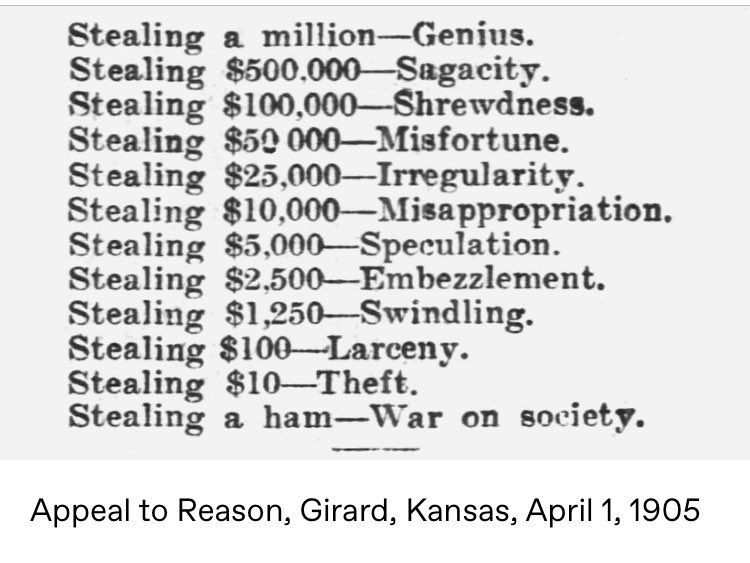 Stealing a million—Genius.
Stealing $500.000—Sagacity.
Stealing $100,000—Shrewdness.
Stealing $50 000—Misfortune.
Stealing $25,000—Irregularity.
Stealing $10,000—Misappropriation.
Stealing $5,000—Speculation.
Stealing $2,500—Embezzlement.
Stealing $1,250—Swindling.
Stealing $100—Larceny.
Stealing $10—Theft.
Stealing a ham—War on society.
Appeal to Reason, Girard, Kansas, April 1, 1905